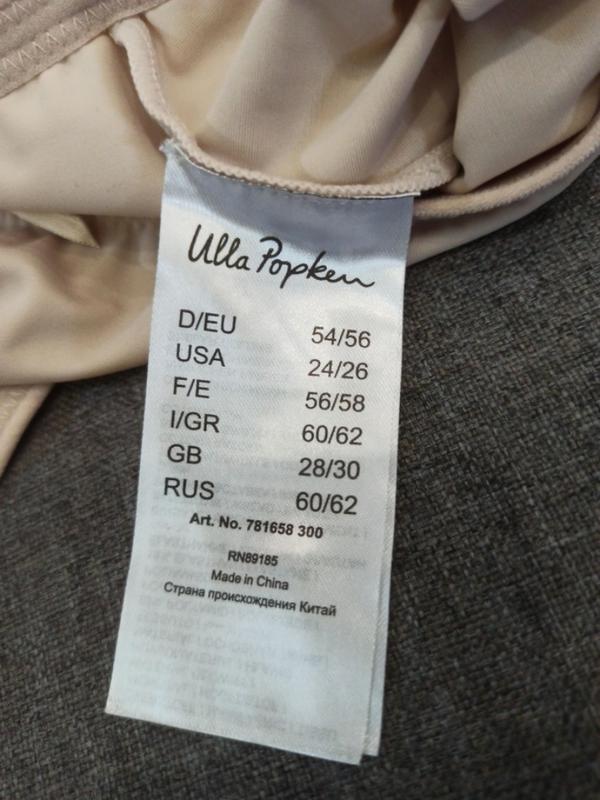 Ulla Popken
D/EU 54/56
USA 24/26
F/E 56/58
I/GR 60/62
GB 28/30
RUS 60/62
Art. No. 781658 300
RN89185
Made in China
Страна происхождения Китай